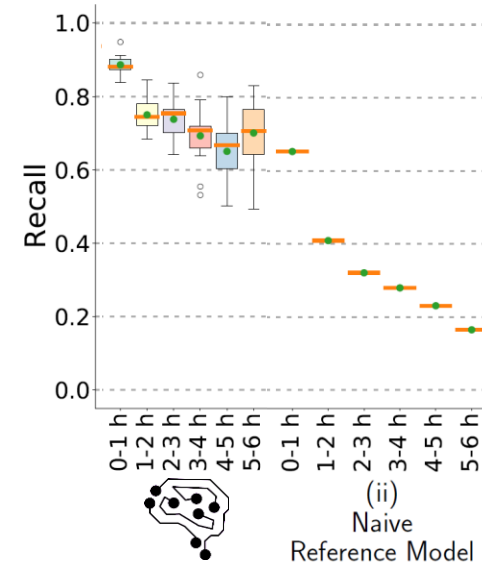 Recall
1.0
0.8
0.6
0.4
0.2
0.0
0-1 h
1-2 h
2-3 h
3-4 h
4-5 h
5-6 h
0-1 h
1-2 h
2-3 h
3-4 h
4-5 h
5-6 h
(ii)
Naive
Reference Model